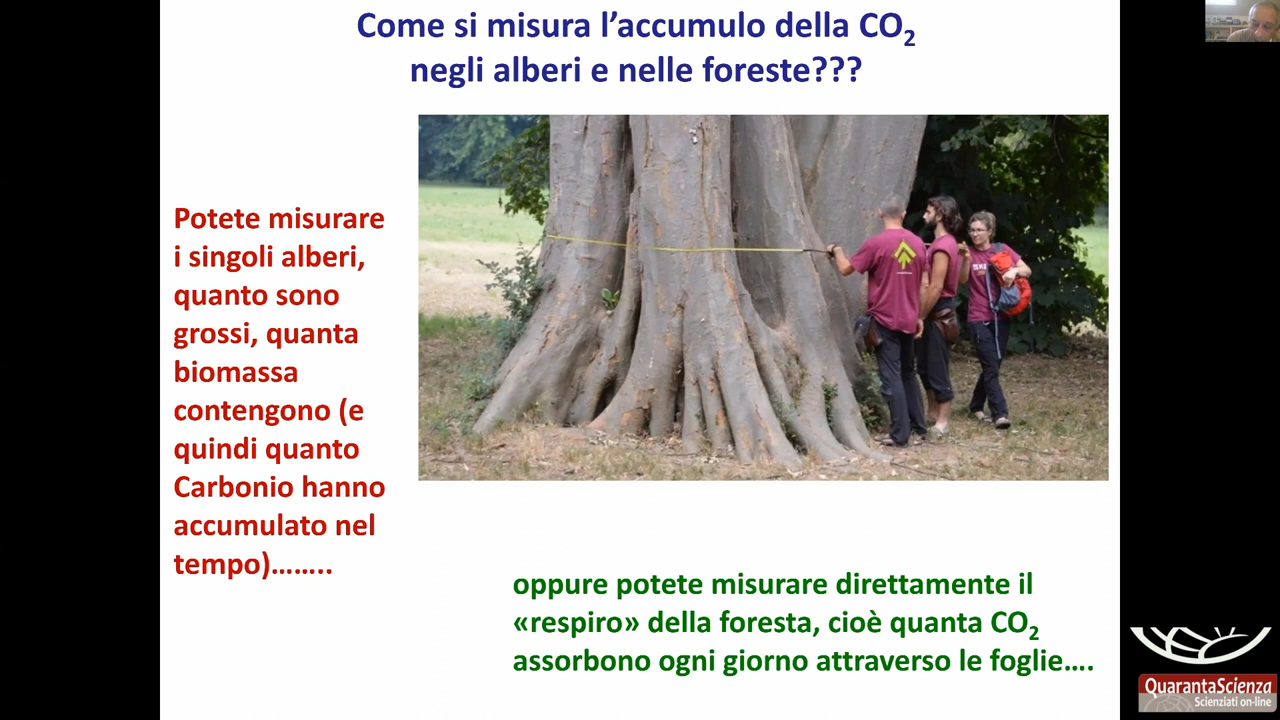 Come si misura l’accumulo della CO₂
negli alberi e nelle foreste???
Potete misurare
i singoli alberi,
quanto sono
grossi, quanta
biomassa
contengono (e
quindi quanto
Carbonio hanno
accumulato nel
tempo)……..
oppure potete misurare direttamente il
«respiro» della foresta, cioè quanta CO₂
assorbono ogni giorno attraverso le foglie….
QuarantaScienza
Scienziati on-line